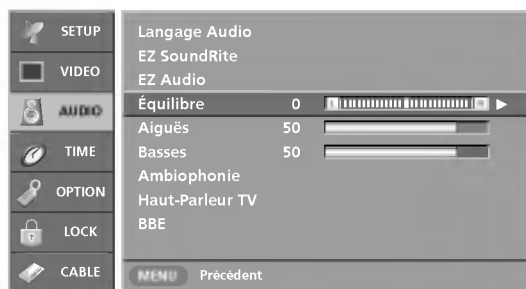 SETUP
VIDEO
AUDIO
TIME
OPTION
LOCK
CABLE
Langage Audio
EZ SoundRite
EZ Audio
Équilibre 0
Aiguës 50
Basses 50
Ambiophonie
Haut-Parleur TV
BBE
MENU Précédent